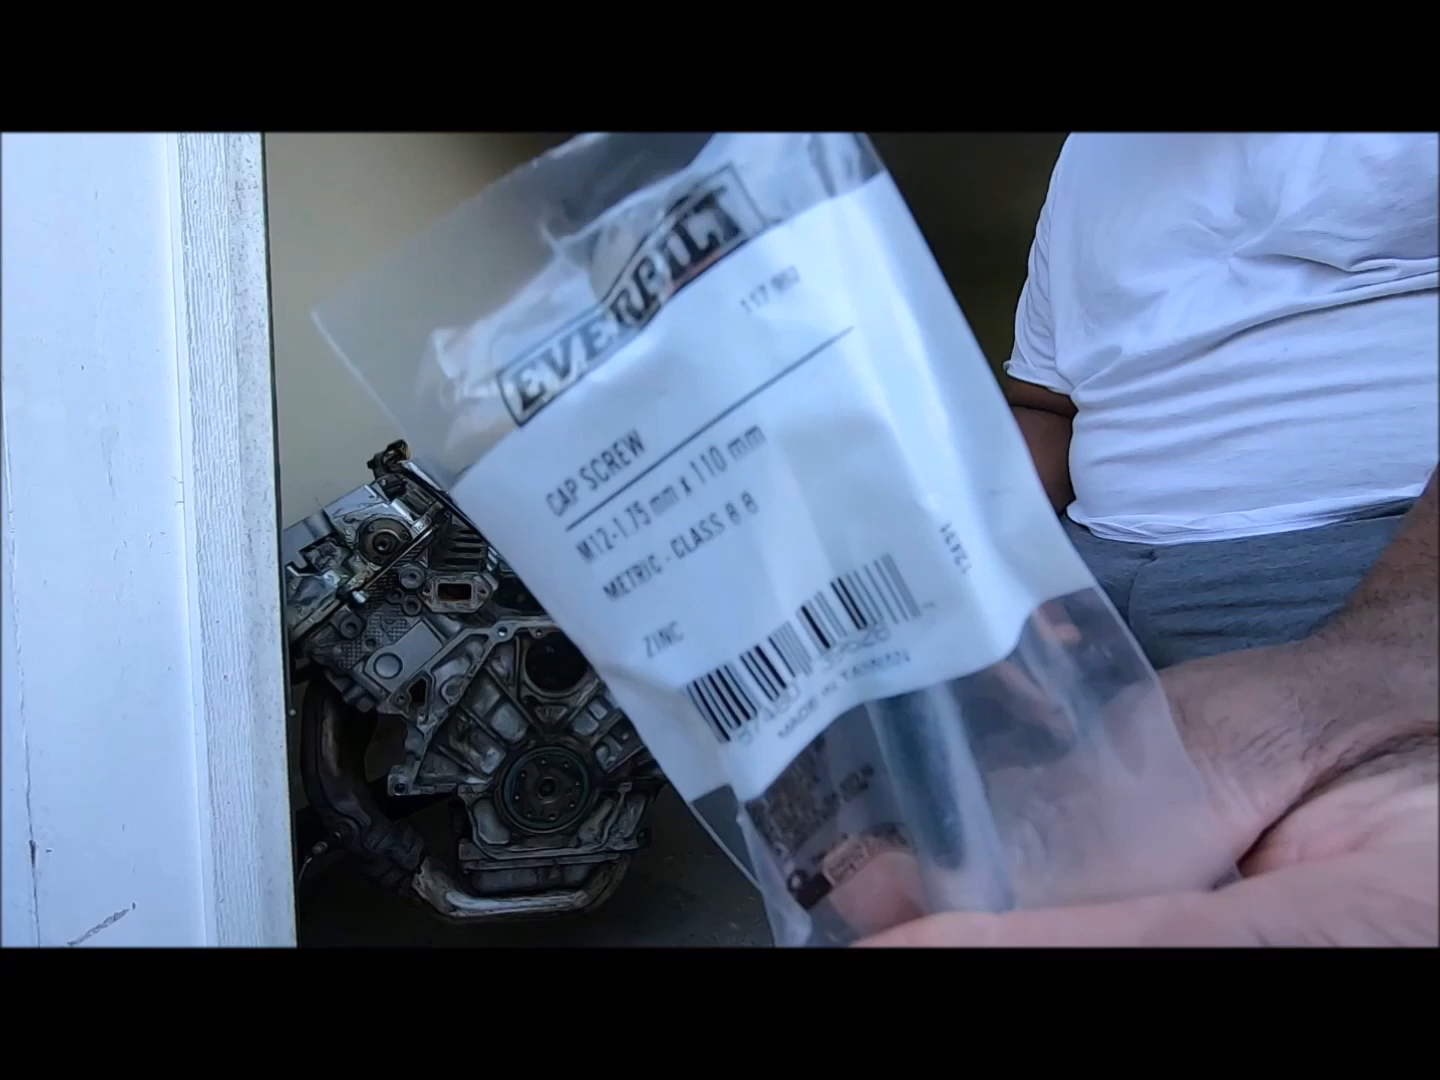 EVERBILT
CAP SCREW
M12-1.75 mm x 110 mm
METRIC - CLASS 8.8
ZINC
MADE IN TAIWAN